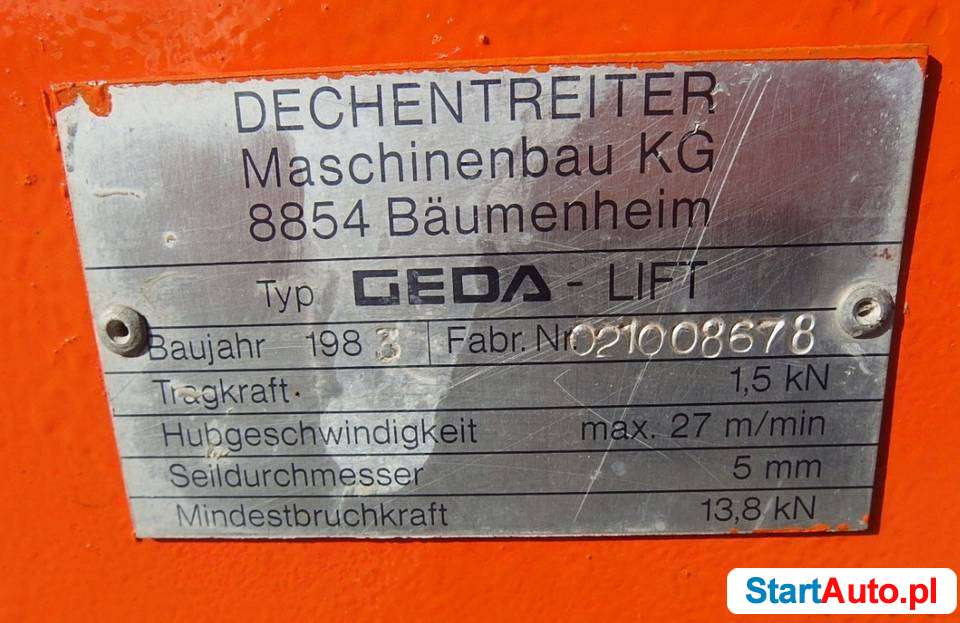 DECHENTREITER
Maschinenbau KG
8854 Bäumenheim
Typ GEDA - LIFT
Baujahr 1983 Fabr. Nr. 021008678
Tragkraft 1,5 kN
Hubgeschwindigkeit max. 27 m/min
Seildurchmesser 5 mm
Mindestbruchkraft 13,8 kN
StartAuto.pl